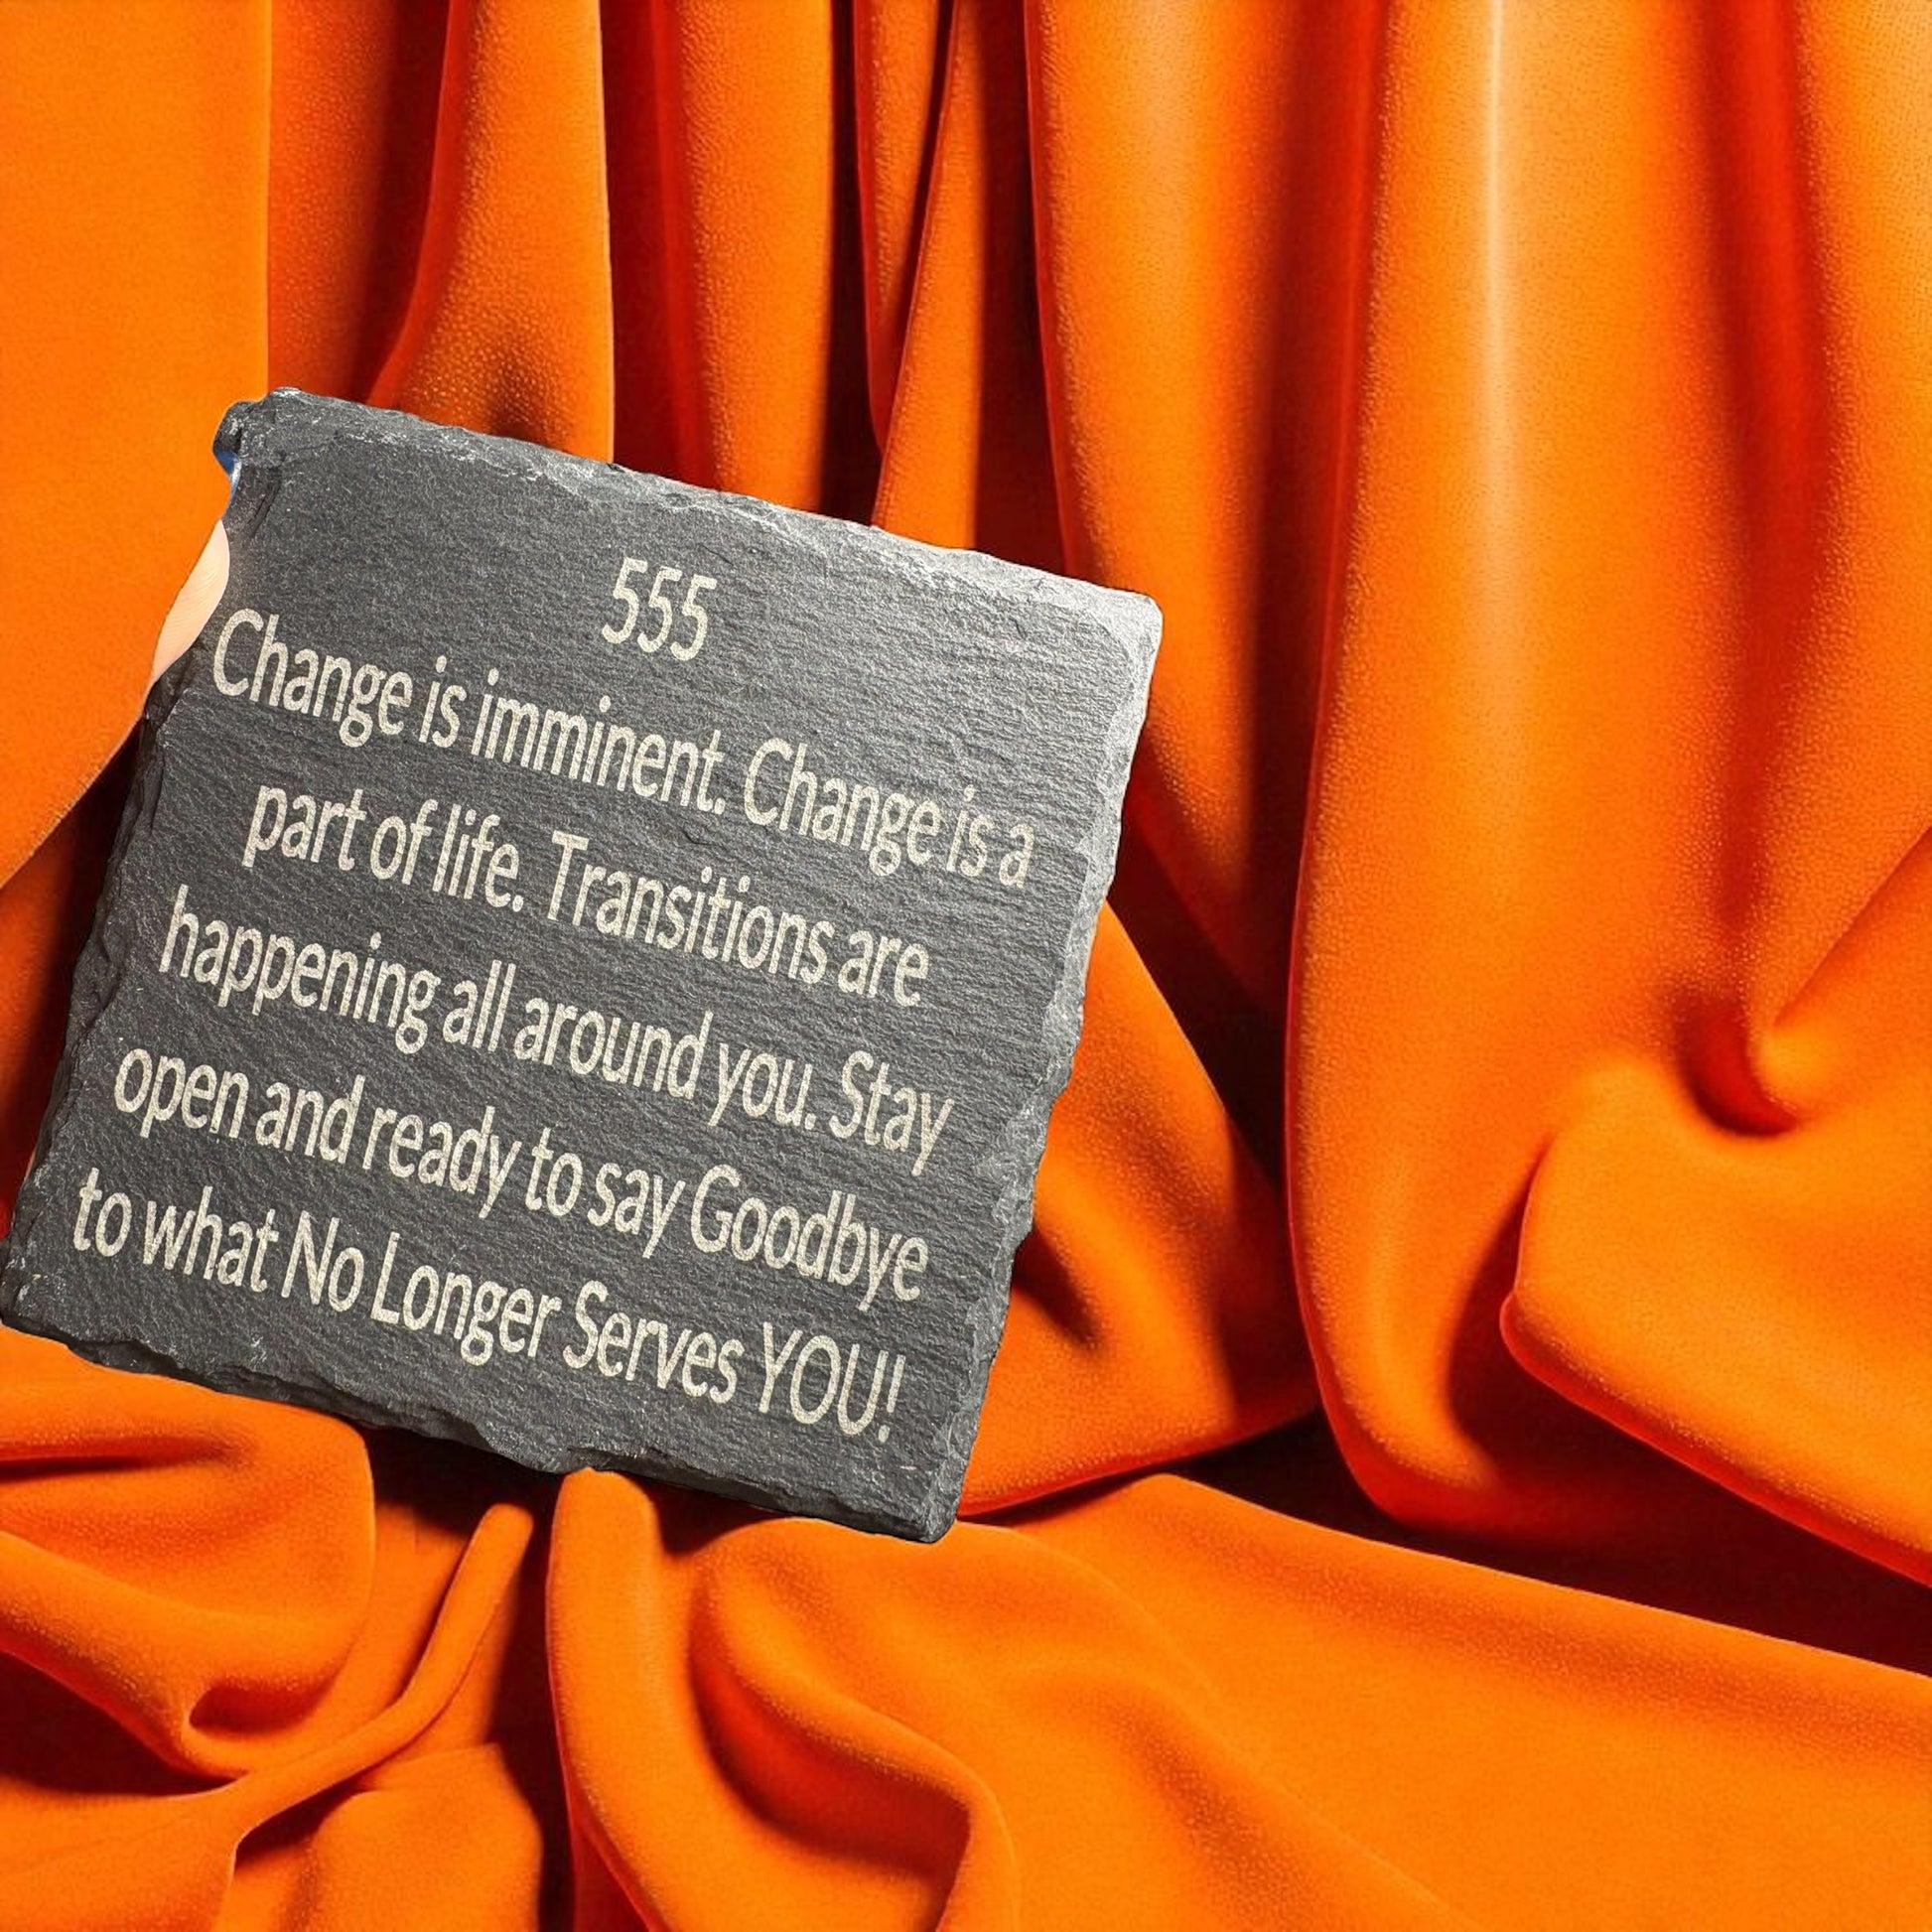 555
Change is imminent. Change is a
part of life. Transitions are
happening all around you. Stay
open and ready to say Goodbye
to what No Longer Serves YOU!